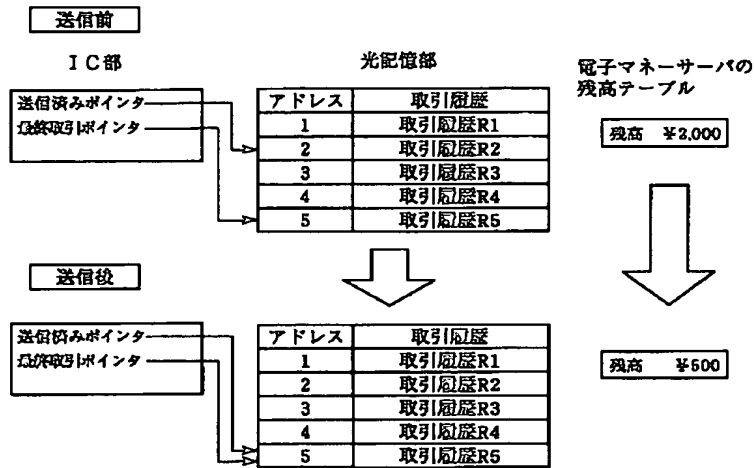 送信前
IC部
光記憶部
電子マネーサーバの
残高テーブル
送信済みポインタ
最終取引ポインタ
アドレス 取引履歴
1 取引履歴R1
2 取引履歴R2
3 取引履歴R3
4 取引履歴R4
5 取引履歴R5
残高 ¥2,000
送信後
送信済みポインタ
最終取引ポインタ
アドレス 取引履歴
1 取引履歴R1
2 取引履歴R2
3 取引履歴R3
4 取引履歴R4
5 取引履歴R5
残高 ¥500